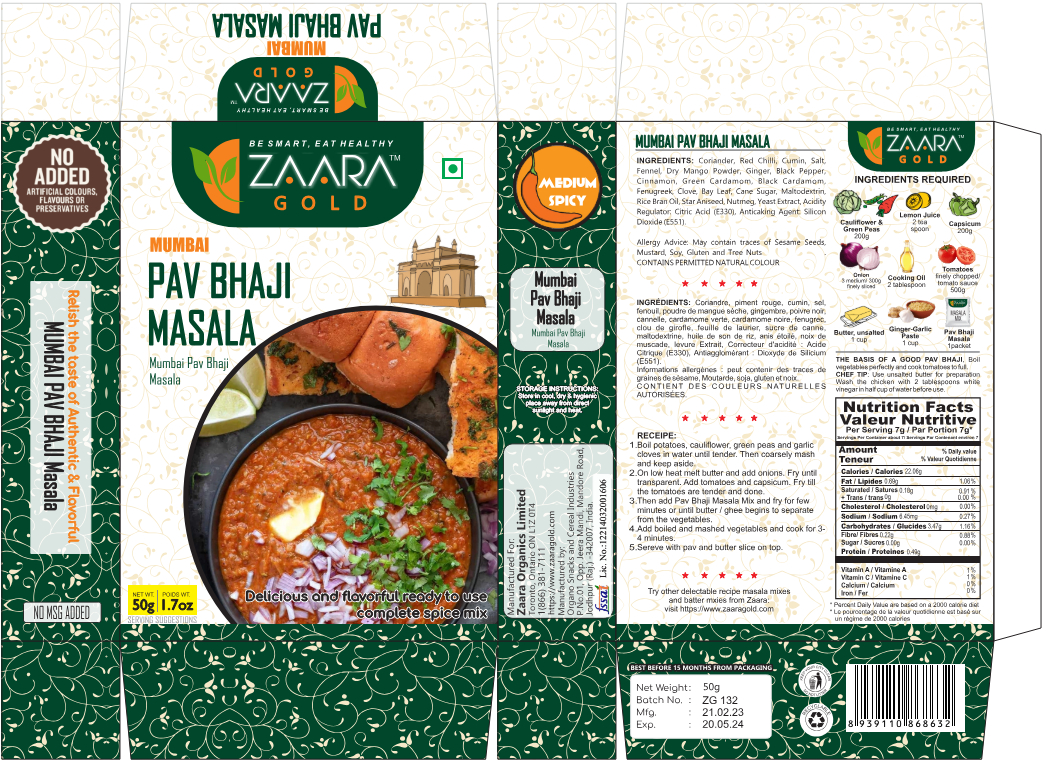 PAV BHAJI MASALA
MUMBAI
GOLD
ZAARA™
BE SMART, EAT HEALTHY
NO
ADDED
ARTIFICIAL COLOURS,
FLAVOURS OR
PRESERVATIVES
Relish the taste of Authentic & Flavorful
MUMBAI PAV BHAJI Masala
NO MSG ADDED
BE SMART, EAT HEALTHY
ZAARA™
GOLD
MUMBAI
PAV BHAJI
MASALA
Mumbai Pav Bhaji
Masala
NET WT.
50g
POIDS WT.
1.7oz
SERVING SUGGESTIONS
Delicious and flavorful ready to use
complete spice mix
MEDIUM
SPICY
Mumbai
Pav Bhaji
Masala
Mumbai Pav Bhaji
Masala
STORAGE INSTRUCTIONS:
Store in cool, dry & hygienic
place away from direct
sunlight and heat.
Manufactured For:
Zaara Organics Limited
Toronto, Ontario ON L1Z 0T4
(1866) 381-7111
https://www.zaaragold.com
Manufactured by:
Organo Snacks and Cereal Industries
P.No.01, Opp. Jeera Mandi, Mandore Road,
Jodhpur (Raj.) -342007, India.
fssai Lic. No.:12214032001606
MUMBAI PAV BHAJI MASALA
INGREDIENTS: Coriander, Red Chilli, Cumin, Salt,
Fennel, Dry Mango Powder, Ginger, Black Pepper,
Cinnamon, Green Cardamom, Black Cardamom,
Fenugreek, Clove, Bay Leaf, Cane Sugar, Maltodextrin,
Rice Bran Oil, Star Aniseed, Nutmeg, Yeast Extract, Acidity
Regulator: Citric Acid (E330), Anticaking Agent: Silicon
Dioxide (E551).
Allergy Advice: May contain traces of Sesame Seeds,
Mustard, Soy, Gluten and Tree Nuts.
CONTAINS PERMITTED NATURAL COLOUR
INGRÉDIENTS: Coriandre, piment rouge, cumin, sel,
fenouil, poudre de mangue sèche, gingembre, poivre noir,
cannelle, cardamome verte, cardamome noire, fenugrec,
clou de girofle, feuille de laurier, sucre de canne,
maltodextrine, huile de son de riz, anis étoilé, noix de
muscade, levure Extrait, Correcteur d'acidité : Acide
Citrique (E330), Antiagglomérant : Dioxyde de Silicium
(E551).
Informations allergènes : peut contenir des traces de
graines de sésame, Moutarde, soja, gluten et noix.
CONTIENT DES COULEURS NATURELLES
AUTORISÉES.
RECEIPE:
1.Boil potatoes, cauliflower, green peas and garlic
cloves in water until tender. Then coarsely mash
and keep aside.
2.On low heat melt butter and add onions. Fry until
transparent. Add tomatoes and capsicum. Fry till
the tomatoes are tender and done.
3.Then add Pav Bhaji Masala Mix and fry for few
minutes or until butter / ghee begins to separate
from the vegetables.
4.Add boiled and mashed vegetables and cook for 3-
4 minutes.
5.Sereve with pav and butter slice on top.
Try other delectable recipe masala mixes
and batter mixies from Zaara:
visit https://www.zaaragold.com
BE SMART, EAT HEALTHY
ZAARA™
GOLD
INGREDIENTS REQUIRED
Cauliflower &
Green Peas
200g
Lemon Juice
2 tea
spoon
Capsicum
200g
Onion
3 medium/ 300g
finely sliced
Cooking Oil
2 tablespoon
Tomatoes
finely chopped/
tomato sauce
500g
Butter, unsalted
1 cup
Ginger-Garlic
Paste
1 cup
MASALA
MIX
Pav Bhaji
Masala
1packet
THE BASIS OF A GOOD PAV BHAJI, Boil
vegetables perfectly and cook tomatoes to full.
CHEF TIP: Use unsalted butter for preparation
Wash the chicken with 2 tablespoons white
vinegar in half cup of water before use.
Nutrition Facts
Valeur Nutritive
Per Serving 7g / Par Portion 7g*
Servings Per Container about 7/ Servings Par Contenant environ 7
Amount % Daily value
Teneur % Valeur Quotidienne
Calories / Calories 22.06g
Fat / Lipides 0.69g 1.06%
Saturated / Satures 0.18g 0.91 %
+ Trans / trans 0g 0.00 %
Cholesterol / Cholesterol 0mg 0.00%
Sodium / Sodium 6.45mg 0.27%
Carbohydrates / Glucides 3.47g 1.16%
Fibre/ Fibres 0.22g 0.88%
Sugar / Sucres 0.00g 0.00%
Protein / Proteines 0.49g
Vitamin A / Vitamine A 1%
Vitamin C / Vitamine C 1%
Calcium / Calcium 0%
Iron / Fer 0%
* Percent Daily Value are based on a 2000 calorie diet
* Le pourcentage de la valeur quotidienne est basé sur
un régime de 2000 calories
BEST BEFORE 15 MONTHS FROM PACKAGING
Net Weight: 50g
Batch No. : ZG 132
Mfg. : 21.02.23
Exp. : 20.05.24
8 939110 868632